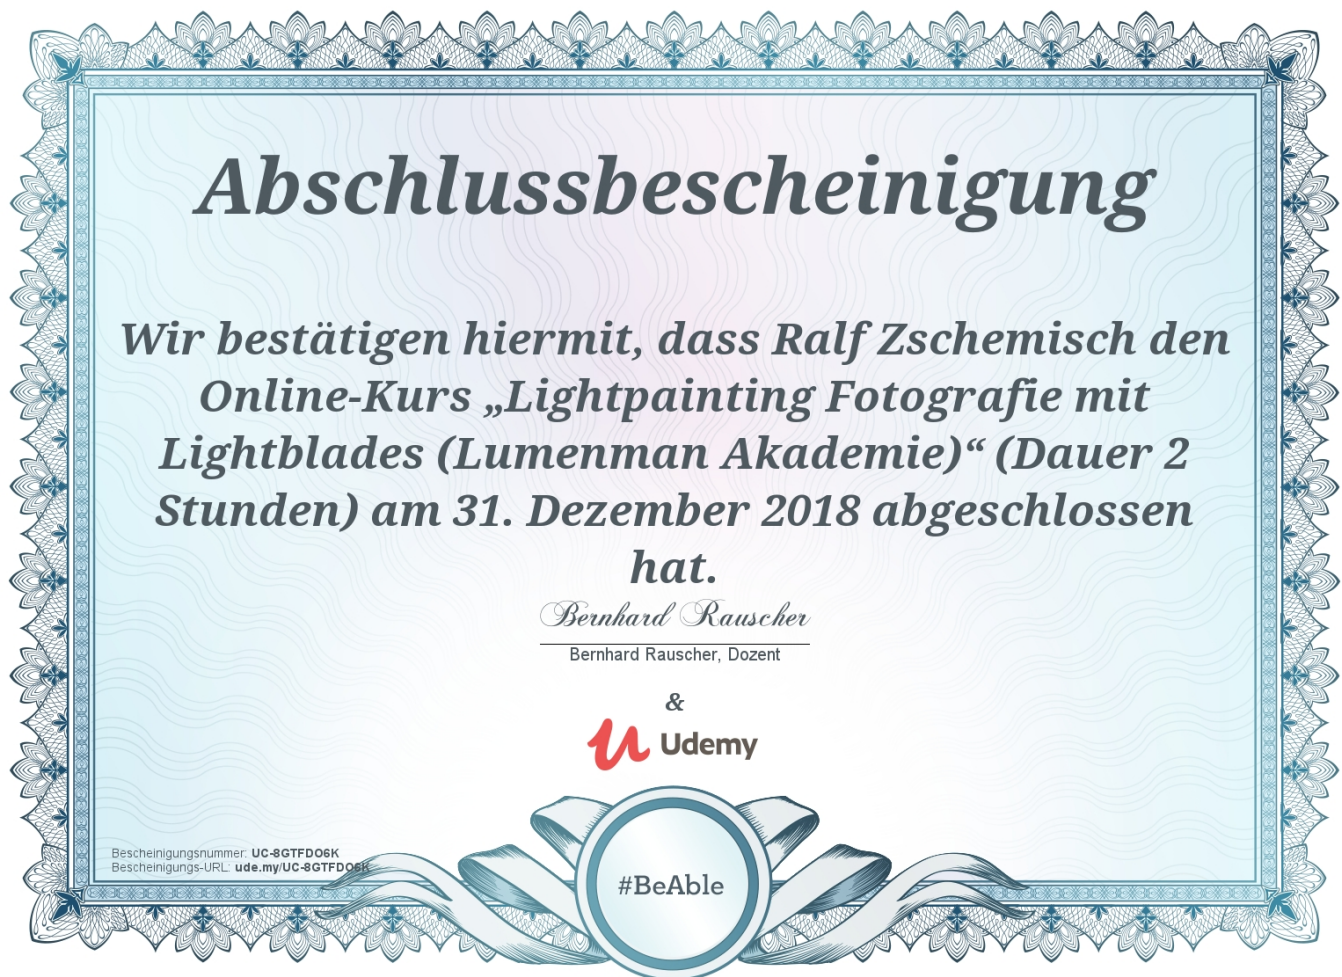 Abschlussbescheinigung
Wir bestätigen hiermit, dass Ralf Zschemisch den
Online-Kurs „Lightpainting Fotografie mit
Lightblades (Lumenman Akademie)“ (Dauer 2
Stunden) am 31. Dezember 2018 abgeschlossen
hat.
Bernhard Rauscher
Bernhard Rauscher, Dozent
&
Udemy
Bescheinigungsnummer: UC-8GTFDO6K
Bescheinigungs-URL: ude.my/UC-8GTFDO6K
#BeAble